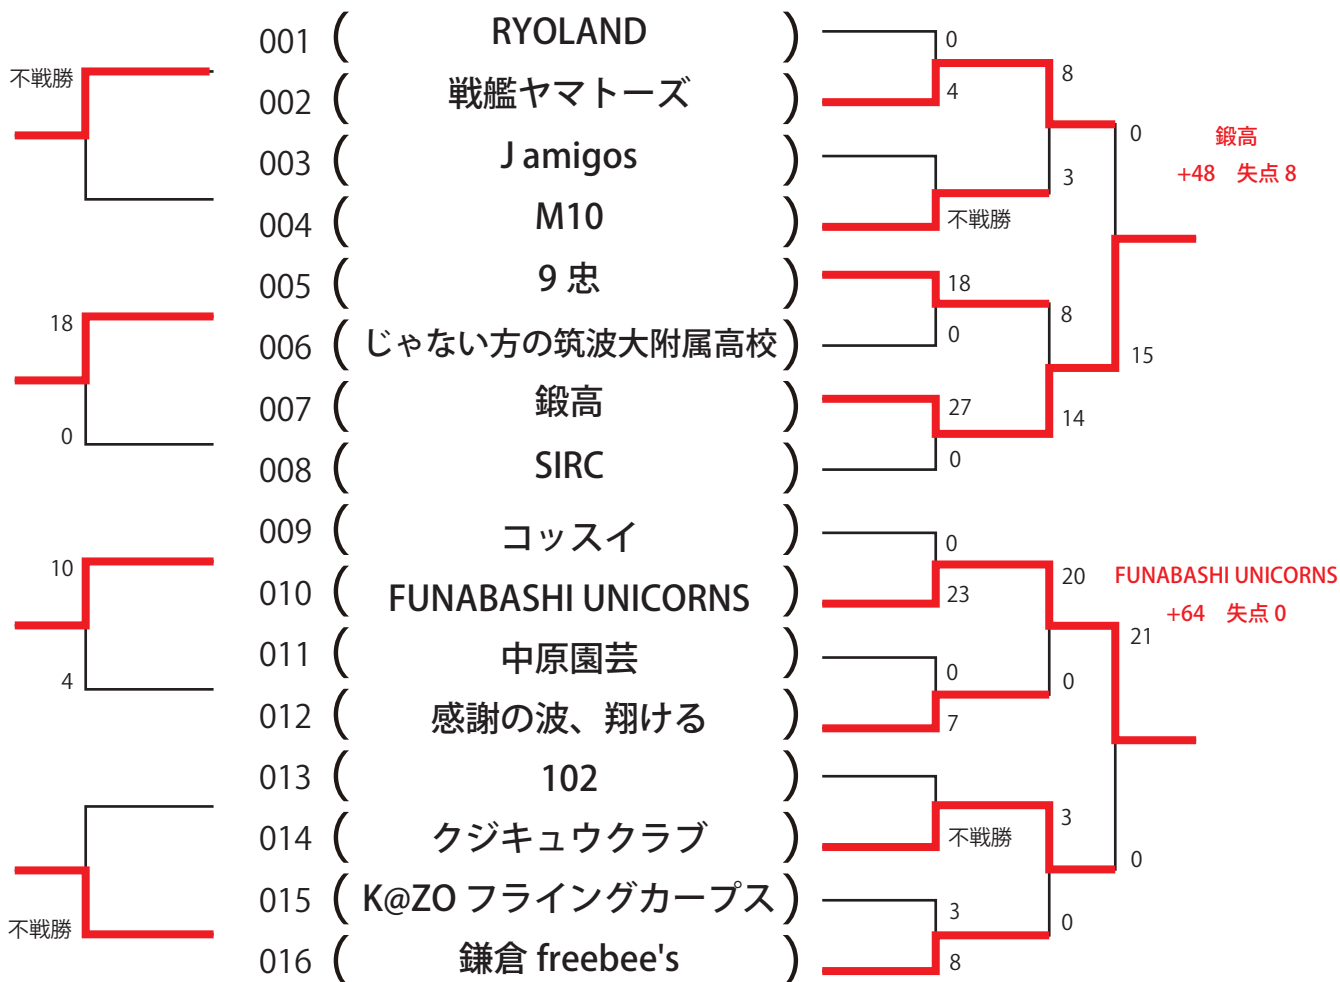 不戦勝
18
0
10
4
不戦勝
001 ( RYOLAND )
002 ( 戦艦ヤマトーズ )
003 ( J amigos )
004 ( M10 )
005 ( 9 忠 )
006 ( じゃない方の筑波大附属高校 )
007 ( 鍛高 )
008 ( SIRC )
009 ( コッスイ )
010 ( FUNABASHI UNICORNS )
011 ( 中原園芸 )
012 ( 感謝の波、翔ける )
013 ( 102 )
014 ( クジキュウクラブ )
015 ( K@ZO フライングカープス )
016 ( 鎌倉 freebee's )
0
4
不戦勝
18
0
27
0
0
23
0
7
不戦勝
3
8
8
3
8
14
20
0
3
0
0
15
21
0
鍛高
+48 失点 8
FUNABASHI UNICORNS
+64 失点 0